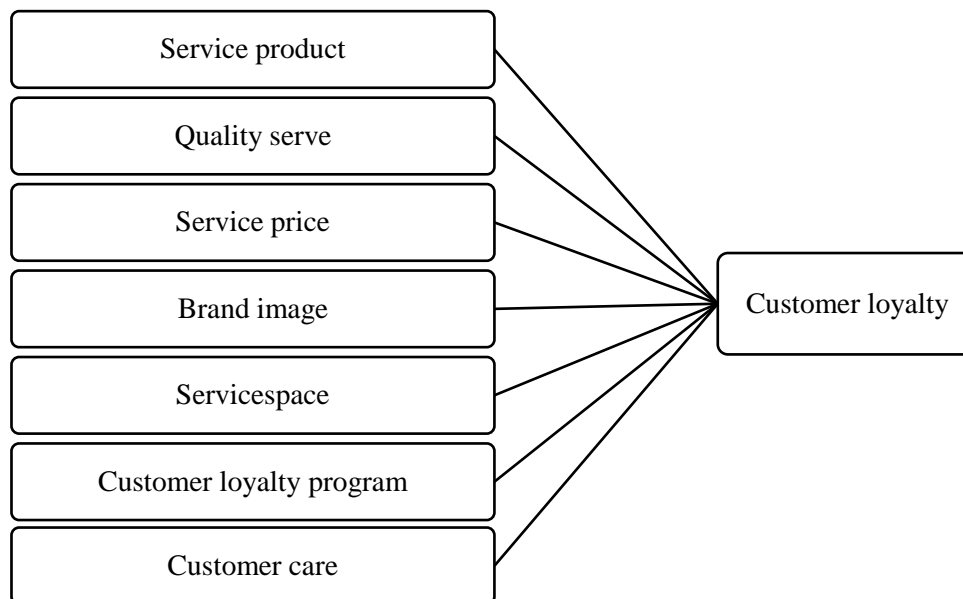 Service product
Quality serve
Service price
Brand image
Customer loyalty
Servicespace
Customer loyalty program
Customer care